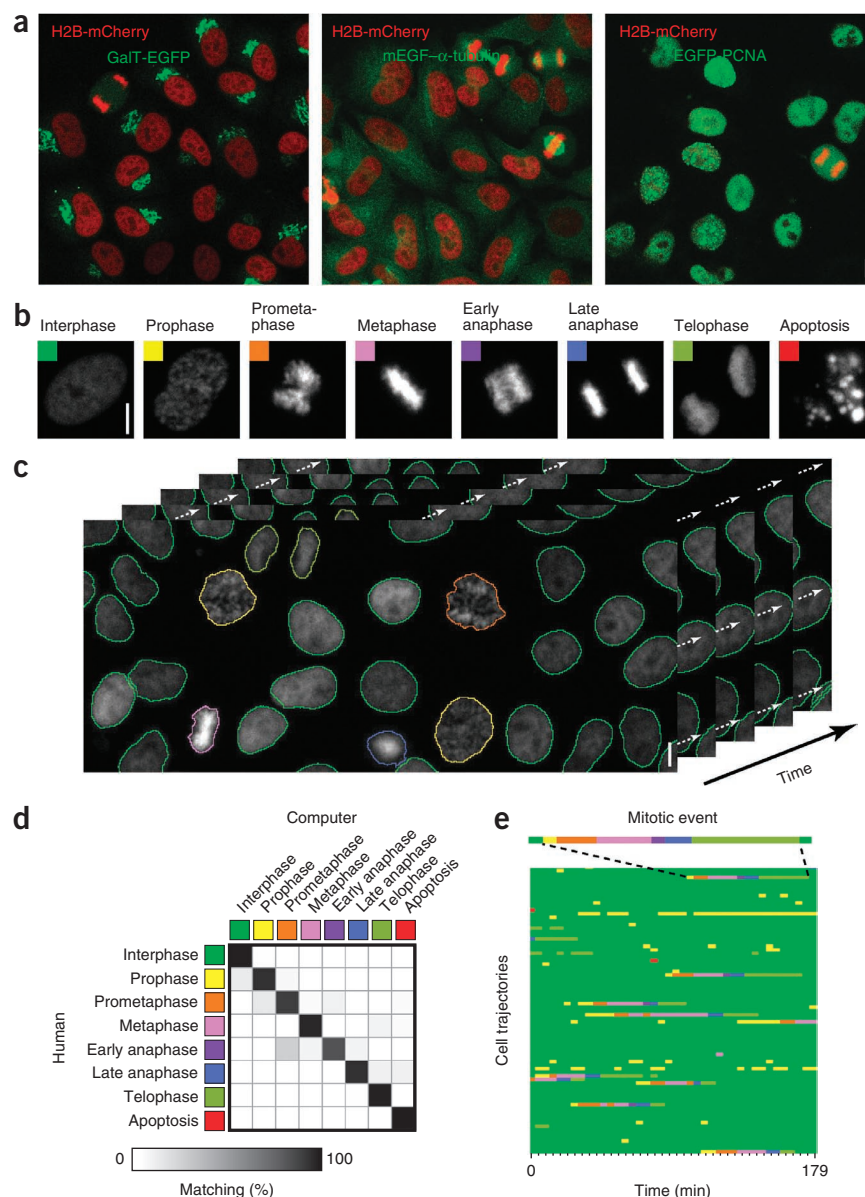 a
H2B-mCherry
GalT-EGFP
H2B-mCherry
mEGF–α-tubulin
H2B-mCherry
EGFP-PCNA
b
Interphase
Prophase
Prometa-
phase
Metaphase
Early
anaphase
Late
anaphase
Telophase
Apoptosis
c
Time
d
Computer
Interphase
Prophase
Prometaphase
Metaphase
Early anaphase
Late anaphase
Telophase
Apoptosis
Human
Interphase
Prophase
Prometaphase
Metaphase
Early anaphase
Late anaphase
Telophase
Apoptosis
0
100
Matching (%)
e
Mitotic event
Cell trajectories
0
179
Time (min)